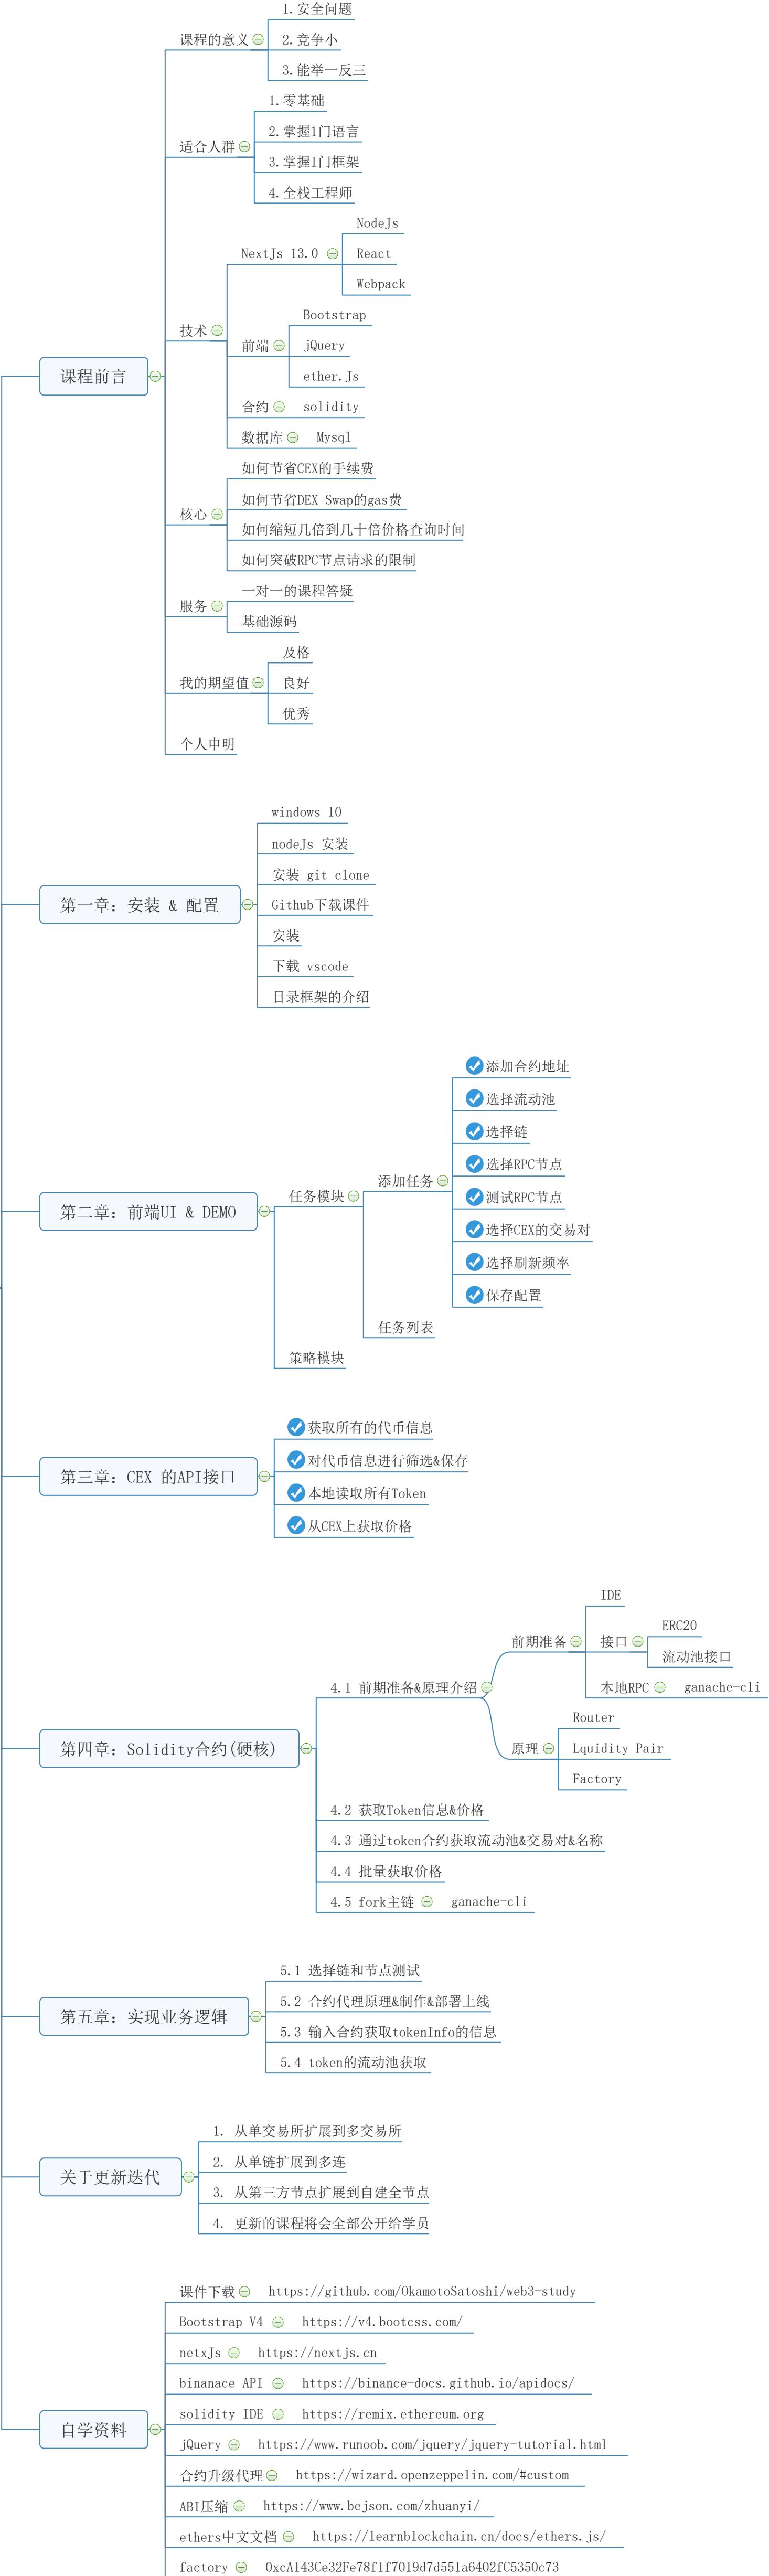 课程前言
课程的意义
1.安全问题
2.竞争小
3.能举一反三
适合人群
1.零基础
2.掌握1门语言
3.掌握1门框架
4.全栈工程师
技术
NextJs 13.0
NodeJs
React
Webpack
前端
Bootstrap
jQuery
ether.Js
合约
solidity
数据库
Mysql
核心
如何节省CEX的手续费
如何节省DEX Swap的gas费
如何缩短几倍到几十倍价格查询时间
如何突破RPC节点请求的限制
服务
一对一的课程答疑
基础源码
我的期望值
及格
良好
优秀
个人申明
第一章：安装 & 配置
windows 10
nodeJs 安装
安装 git clone
Github下载课件
安装
下载 vscode
目录框架的介绍
第二章：前端UI & DEMO
任务模块
添加任务
添加合约地址
选择流动池
选择链
选择RPC节点
测试RPC节点
选择CEX的交易对
选择刷新频率
保存配置
任务列表
策略模块
第三章：CEX 的API接口
获取所有的代币信息
对代币信息进行筛选&保存
本地读取所有Token
从CEX上获取价格
第四章：Solidity合约(硬核)
4.1 前期准备&原理介绍
前期准备
IDE
接口
ERC20
流动池接口
本地RPC
ganache-cli
原理
Router
Lquidity Pair
Factory
4.2 获取Token信息&价格
4.3 通过token合约获取流动池&交易对&名称
4.4 批量获取价格
4.5 fork主链
ganache-cli
第五章：实现业务逻辑
5.1 选择链和节点测试
5.2 合约代理原理&制作&部署上线
5.3 输入合约获取tokenInfo的信息
5.4 token的流动池获取
关于更新迭代
1. 从单交易所扩展到多交易所
2. 从单链扩展到多连
3. 从第三方节点扩展到自建全节点
4. 更新的课程将会全部公开给学员
自学资料
课件下载 https://github.com/OkamotoSatoshi/web3-study
Bootstrap V4 https://v4.bootcss.com/
netxJs https://nextjs.cn
binanace API https://binance-docs.github.io/apidocs/
solidity IDE https://remix.ethereum.org
jQuery https://www.runoob.com/jquery/jquery-tutorial.html
合约升级代理 https://wizard.openzeppelin.com/#custom
ABI压缩 https://www.bejson.com/zhuanyi/
ethers中文文档 https://learnblockchain.cn/docs/ethers.js/
factory 0xcA143Ce32Fe78f1f7019d7d551a6402fC5350c73